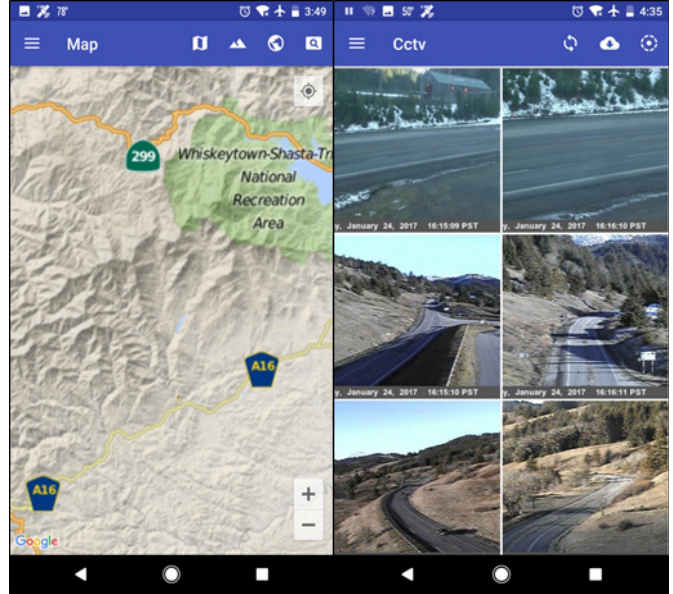 78°
3:49
Map
299
Whiskeytown-Shasta-Tr
National
Recreation
Area
A16
A16
+
−
Google
50°
4:35
Cctv
y, January 24, 2017 16:15:09 PST
y, January 24, 2017 16:16:10 PST
y, January 24, 2017 16:15:10 PST
y, January 24, 2017 16:16:11 PST